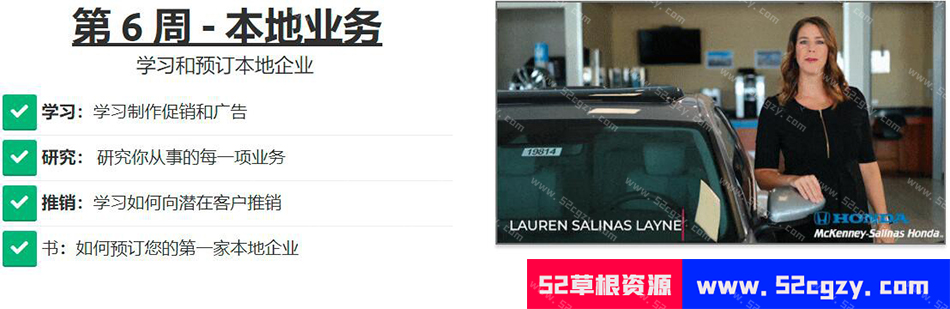 第 6 周 - 本地业务
学习和预订本地企业
学习：学习制作促销和广告
研究： 研究你从事的每一项业务
推销：学习如何向潜在客户推销
书：如何预订您的第一家本地企业
19814
LAUREN SALINAS LAYNE
HONDA
McKenney-Salinas Honda
www.52cgzy.com
52草根资源
www.52cgzy.com